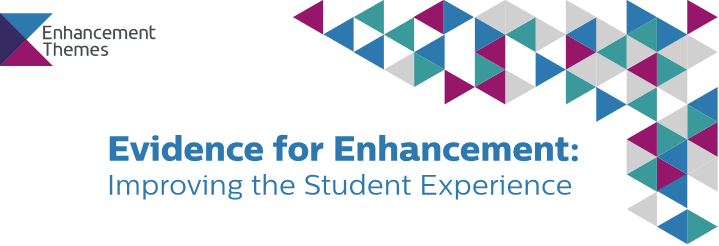 Enhancement
Themes
Evidence for Enhancement:
Improving the Student Experience